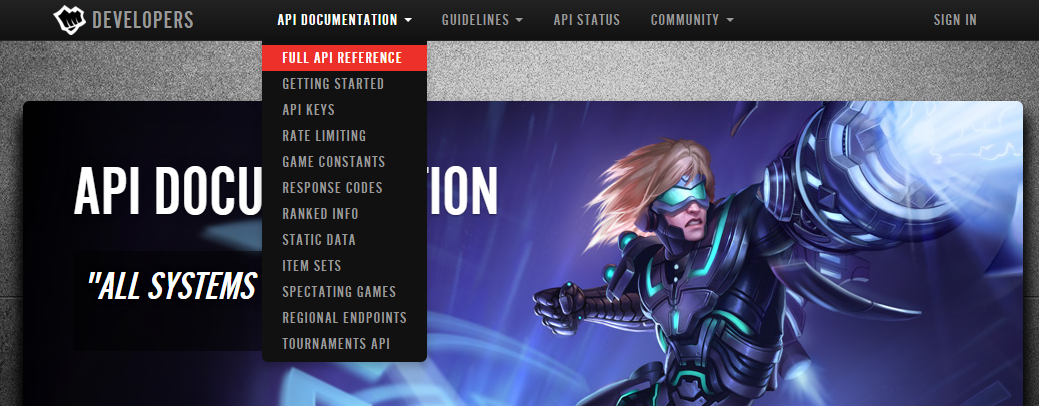 DEVELOPERS
API DOCUMENTATION
GUIDELINES
API STATUS
COMMUNITY
SIGN IN
FULL API REFERENCE
GETTING STARTED
API KEYS
RATE LIMITING
GAME CONSTANTS
RESPONSE CODES
RANKED INFO
STATIC DATA
ITEM SETS
SPECTATING GAMES
REGIONAL ENDPOINTS
TOURNAMENTS API
API DOCU TION
"ALL SYSTEMS